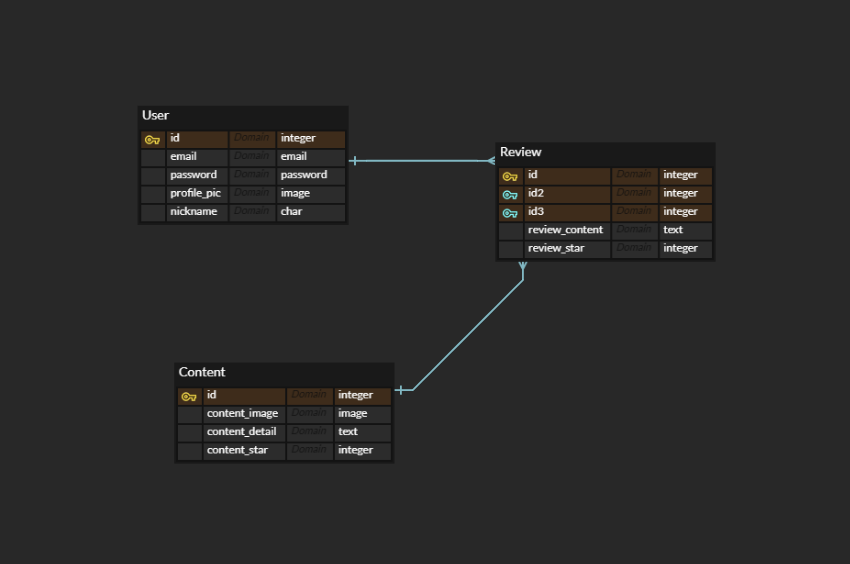 User
id Domain integer
email Domain email
password Domain password
profile_pic Domain image
nickname Domain char
Review
id Domain integer
id2 Domain integer
id3 Domain integer
review_content Domain text
review_star Domain integer
Content
id Domain integer
content_image Domain image
content_detail Domain text
content_star Domain integer